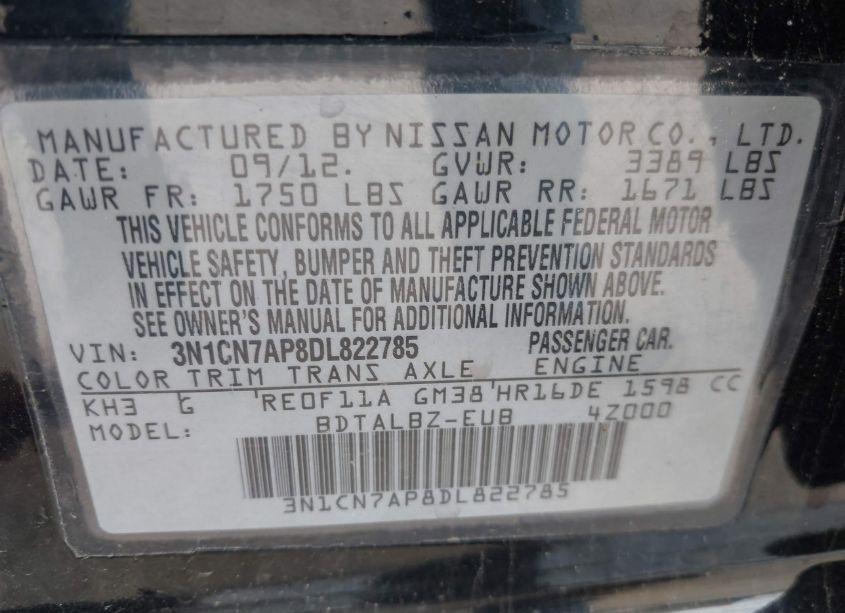 MANUFACTURED BY NISSAN MOTOR CO., LTD.
DATE: 09/12. GVWR: 3389 LBS
GAWR FR: 1750 LBS GAWR RR: 1671 LBS
THIS VEHICLE CONFORMS TO ALL APPLICABLE FEDERAL MOTOR
VEHICLE SAFETY, BUMPER AND THEFT PREVENTION STANDARDS
IN EFFECT ON THE DATE OF MANUFACTURE SHOWN ABOVE.
SEE OWNER'S MANUAL FOR ADDITIONAL INFORMATION.
VIN: 3N1CN7AP8DL822785 PASSENGER CAR.
COLOR TRIM TRANS AXLE ENGINE
KH3 G 'RE0F11A GM38'HR16DE 1598 CC
MODEL: BDTALBZ-EUB 4Z000
3N1CN7AP8DL822785